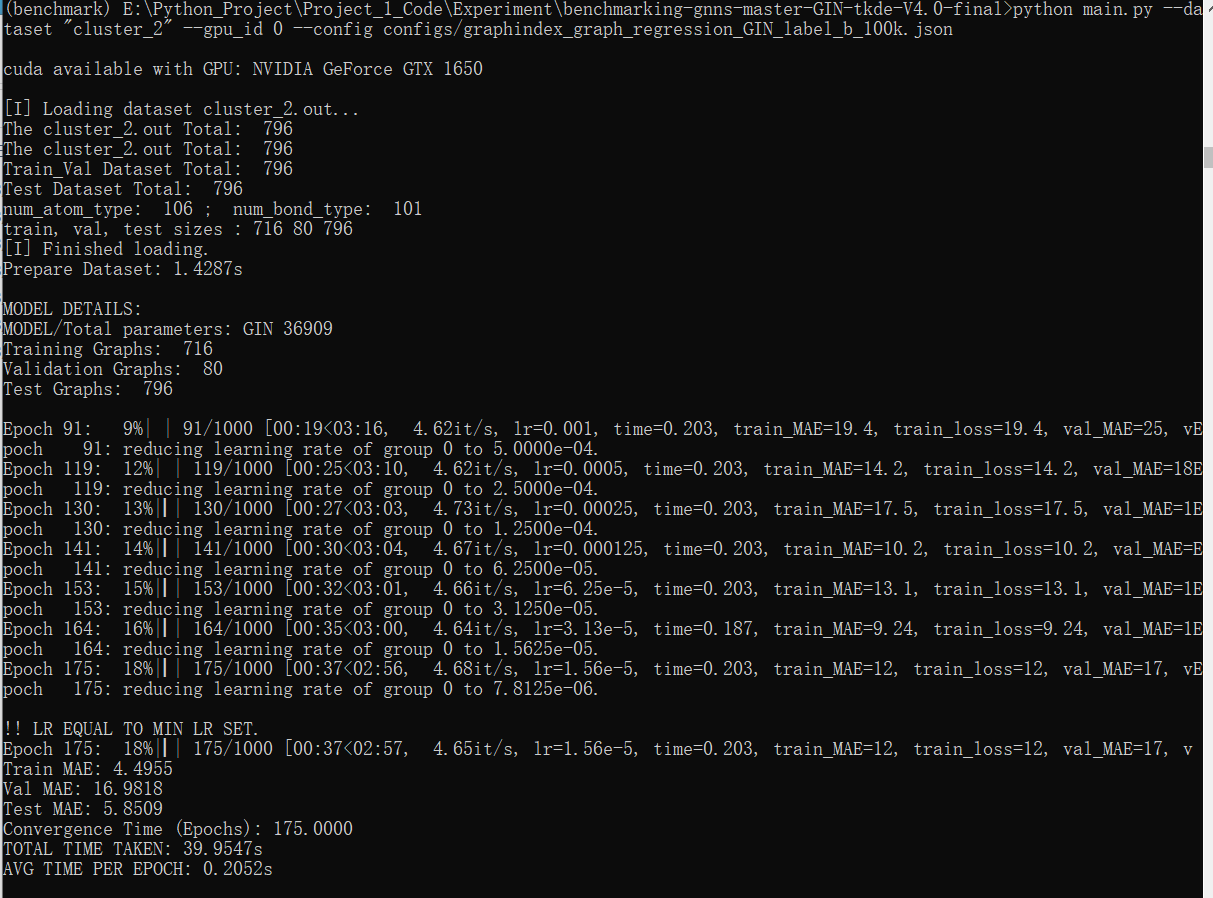 (benchmark) E:\Python_Project\Project_1_Code\Experiment\benchmarking-gnns-master-GIN-tkde-V4.0-final>python main.py --da
taset "cluster_2" --gpu_id 0 --config configs/graphindex_graph_regression_GIN_label_b_100k.json
cuda available with GPU: NVIDIA GeForce GTX 1650
[I] Loading dataset cluster_2.out...
The cluster_2.out Total:  796
The cluster_2.out Total:  796
Train_Val Dataset Total:  796
Test Dataset Total:  796
num_atom_type:  106 ;  num_bond_type:  101
train, val, test sizes : 716 80 796
[I] Finished loading.
Prepare Dataset: 1.4287s
MODEL DETAILS:
MODEL/Total parameters: GIN 36909
Training Graphs:  716
Validation Graphs:  80
Test Graphs:  796
Epoch 91:   9%| | 91/1000 [00:19<03:16,  4.62it/s, lr=0.001, time=0.203, train_MAE=19.4, train_loss=19.4, val_MAE=25, vE
poch    91: reducing learning rate of group 0 to 5.0000e-04.
Epoch 119:  12%| | 119/1000 [00:25<03:10,  4.62it/s, lr=0.0005, time=0.203, train_MAE=14.2, train_loss=14.2, val_MAE=18E
poch   119: reducing learning rate of group 0 to 2.5000e-04.
Epoch 130:  13%|▏| 130/1000 [00:27<03:03,  4.73it/s, lr=0.00025, time=0.203, train_MAE=17.5, train_loss=17.5, val_MAE=1E
poch   130: reducing learning rate of group 0 to 1.2500e-04.
Epoch 141:  14%|▏| 141/1000 [00:30<03:04,  4.67it/s, lr=0.000125, time=0.203, train_MAE=10.2, train_loss=10.2, val_MAE=E
poch   141: reducing learning rate of group 0 to 6.2500e-05.
Epoch 153:  15%|▏| 153/1000 [00:32<03:01,  4.66it/s, lr=6.25e-5, time=0.203, train_MAE=13.1, train_loss=13.1, val_MAE=1E
poch   153: reducing learning rate of group 0 to 3.1250e-05.
Epoch 164:  16%|▏| 164/1000 [00:35<03:00,  4.64it/s, lr=3.13e-5, time=0.187, train_MAE=9.24, train_loss=9.24, val_MAE=1E
poch   164: reducing learning rate of group 0 to 1.5625e-05.
Epoch 175:  18%|▏| 175/1000 [00:37<02:56,  4.68it/s, lr=1.56e-5, time=0.203, train_MAE=12, train_loss=12, val_MAE=17, vE
poch   175: reducing learning rate of group 0 to 7.8125e-06.
!! LR EQUAL TO MIN LR SET.
Epoch 175:  18%|▏| 175/1000 [00:37<02:57,  4.65it/s, lr=1.56e-5, time=0.203, train_MAE=12, train_loss=12, val_MAE=17, v
Train MAE: 4.4955
Val MAE: 16.9818
Test MAE: 5.8509
Convergence Time (Epochs): 175.0000
TOTAL TIME TAKEN: 39.9547s
AVG TIME PER EPOCH: 0.2052s